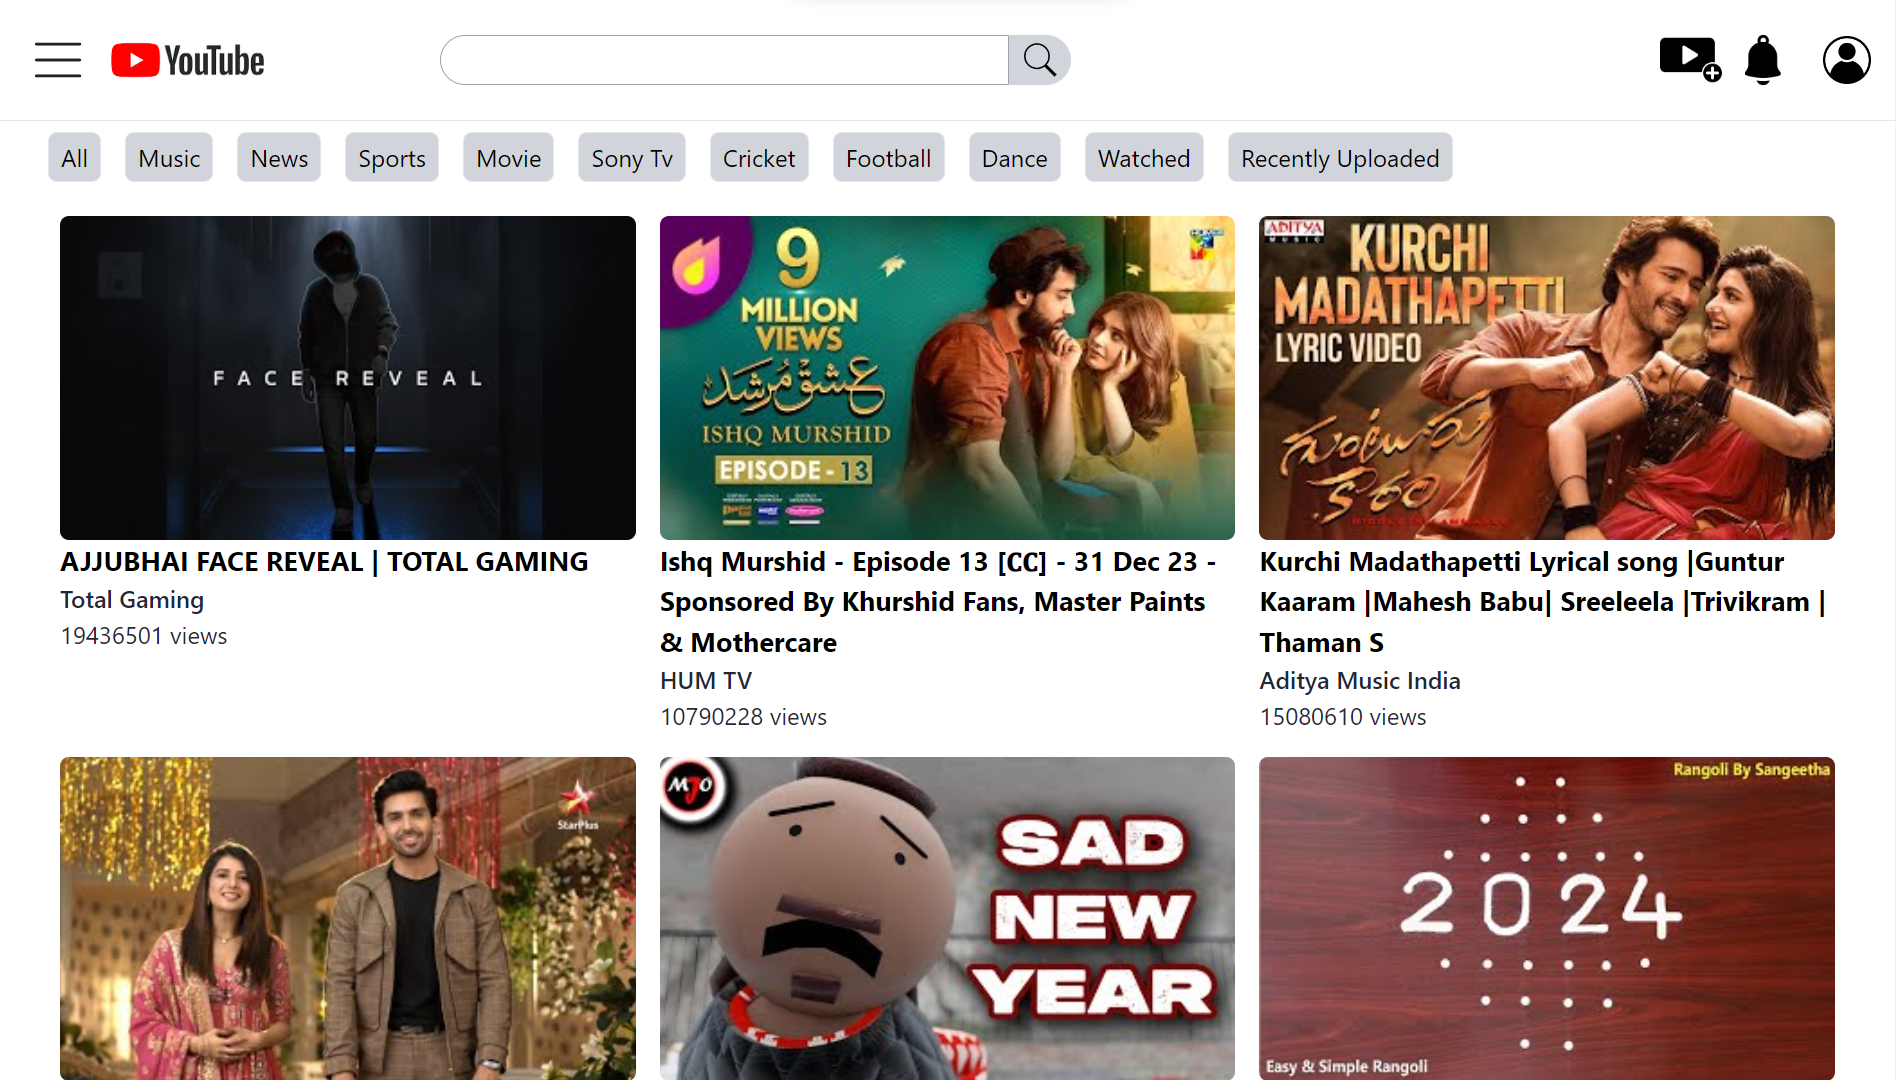 YouTube
All
Music
News
Sports
Movie
Sony Tv
Cricket
Football
Dance
Watched
Recently Uploaded
FACE REVEAL
9
MILLION
VIEWS
عشق مُرشد
ISHQ MURSHID
EPISODE - 13
ADITYA
MUSIC
KURCHI
MADATHAPETTI
LYRIC VIDEO
గుంటూరు
కారం
AJJUBHAI FACE REVEAL | TOTAL GAMING
Total Gaming
19436501 views
Ishq Murshid - Episode 13 [CC] - 31 Dec 23 -
Sponsored By Khurshid Fans, Master Paints
& Mothercare
HUM TV
10790228 views
Kurchi Madathapetti Lyrical song |Guntur
Kaaram |Mahesh Babu| Sreeleela |Trivikram |
Thaman S
Aditya Music India
15080610 views
StarPlus
MJO
SAD
NEW
YEAR
Rangoli By Sangeetha
2024
Easy & Simple Rangoli